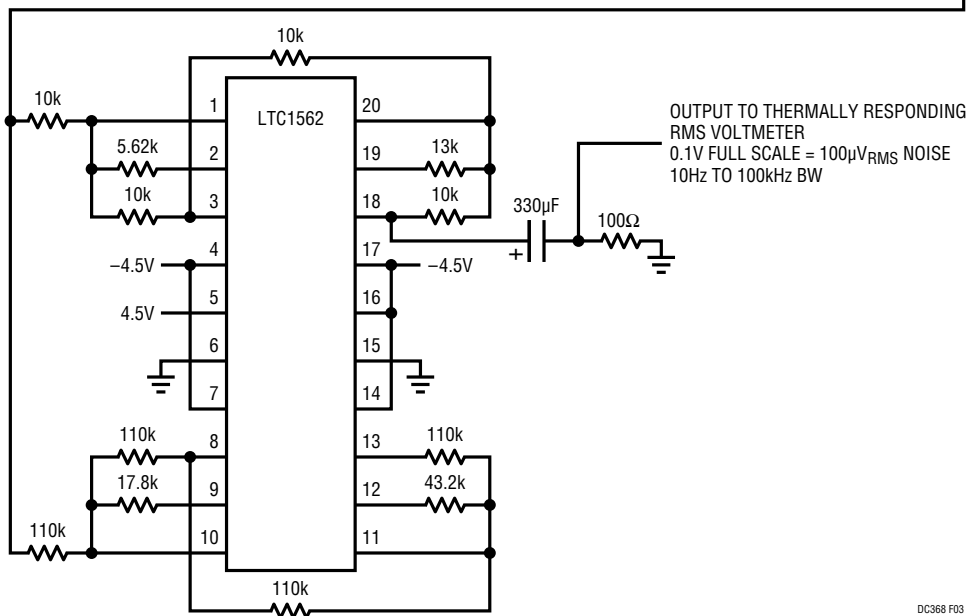 10k
10k
1
LTC1562
20
OUTPUT TO THERMALLY RESPONDING
RMS VOLTMETER
0.1V FULL SCALE = 100µVRMS NOISE
10Hz TO 100kHz BW
5.62k
2
19
13k
10k
3
18
10k
330µF
100Ω
+
–4.5V
4
17
–4.5V
4.5V
5
16
6
15
7
14
110k
8
13
110k
17.8k
9
12
43.2k
110k
10
11
110k
DC368 F03